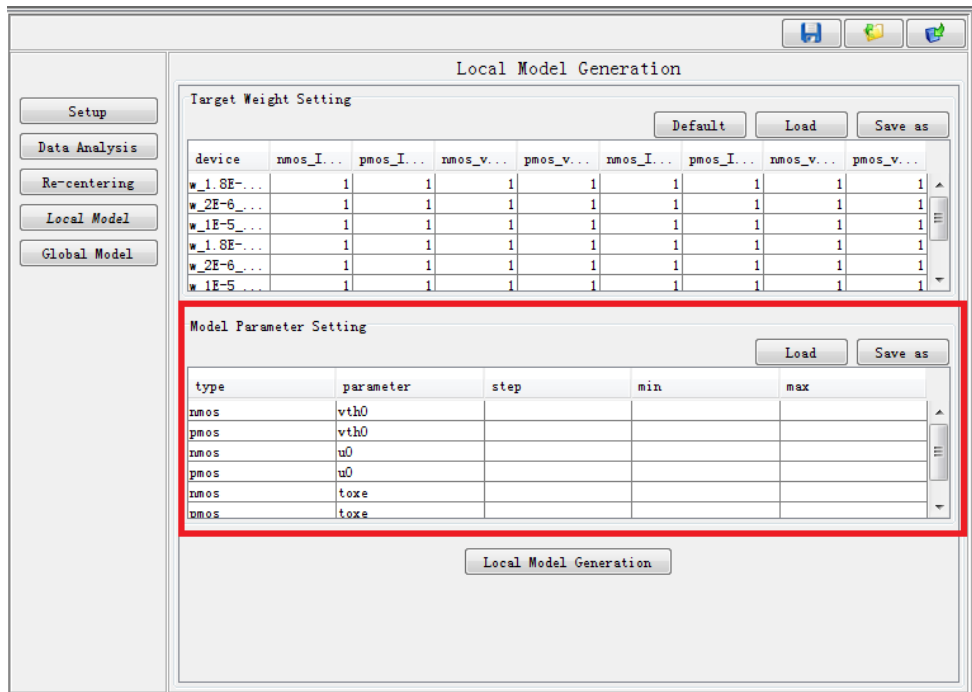 Local Model Generation
Setup
Data Analysis
Re-centering
Local Model
Global Model
Target Weight Setting
Default Load Save as
device nmos_I... pmos_I... nmos_v... pmos_v... nmos_I... pmos_I... nmos_v... pmos_v...
w_1.8E-... 1 1 1 1 1 1 1 1
w_2E-6_... 1 1 1 1 1 1 1 1
w_1E-5_... 1 1 1 1 1 1 1 1
w_1.8E-... 1 1 1 1 1 1 1 1
w_2E-6_... 1 1 1 1 1 1 1 1
w_1E-5_... 1 1 1 1 1 1 1 1
Model Parameter Setting
Load Save as
type parameter step min max
nmos vth0
pmos vth0
nmos u0
pmos u0
nmos toxe
pmos toxe
Local Model Generation